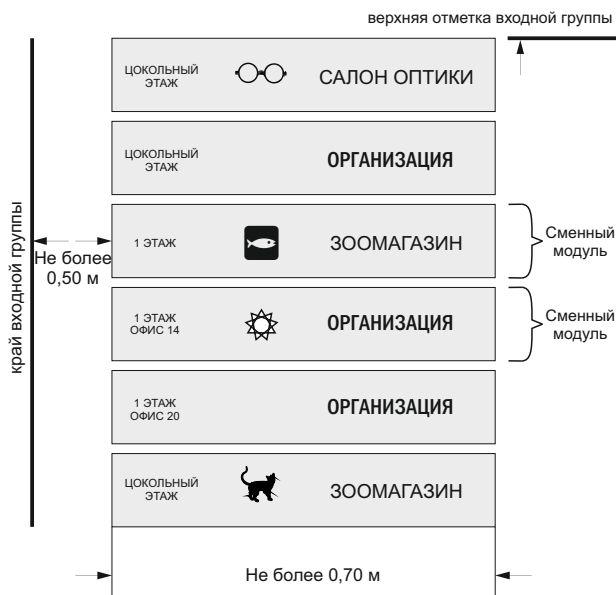 верхняя отметка входной группы
ЦОКОЛЬНЫЙ
ЭТАЖ
САЛОН ОПТИКИ
ЦОКОЛЬНЫЙ
ЭТАЖ
ОРГАНИЗАЦИЯ
край входной группы
Не более
0,50 м
1 ЭТАЖ
ЗООМАГАЗИН
Сменный
модуль
1 ЭТАЖ
ОФИС 14
ОРГАНИЗАЦИЯ
Сменный
модуль
1 ЭТАЖ
ОФИС 20
ОРГАНИЗАЦИЯ
ЦОКОЛЬНЫЙ
ЭТАЖ
ЗООМАГАЗИН
Не более 0,70 м